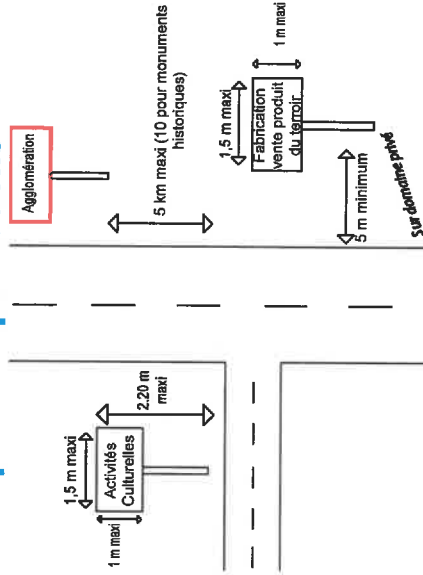 Agglomération
5 km maxi (10 pour monuments
historiques)
1,5 m maxi
1 m maxi
Fabrication
vente produit
du terroir
5 m minimum
Sur domaine privé
1,5 m maxi
1 m maxi
Activités
Culturelles
2.20 m
maxi